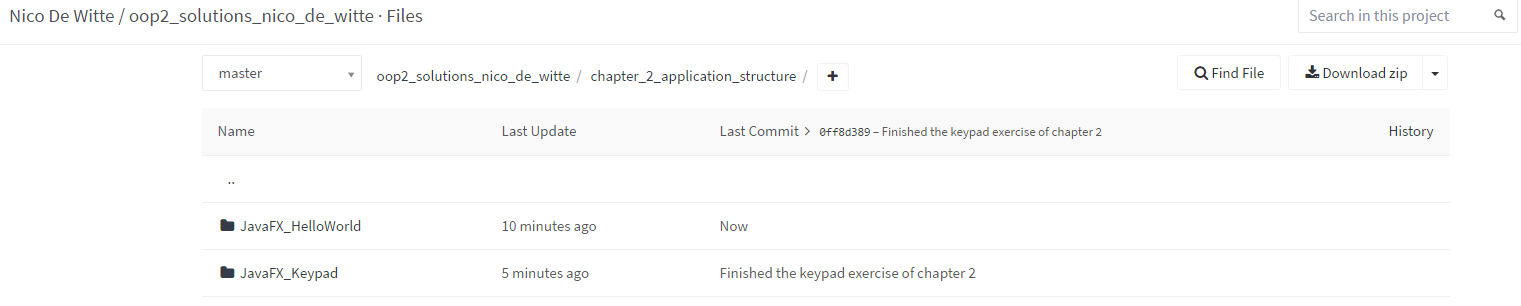 Nico De Witte / oop2_solutions_nico_de_witte · Files
Search in this project
master
oop2_solutions_nico_de_witte / chapter_2_application_structure /
Find File
Download zip
Name Last Update Last Commit > 0ff8d389 – Finished the keypad exercise of chapter 2 History
..
JavaFX_HelloWorld 10 minutes ago Now
JavaFX_Keypad 5 minutes ago Finished the keypad exercise of chapter 2